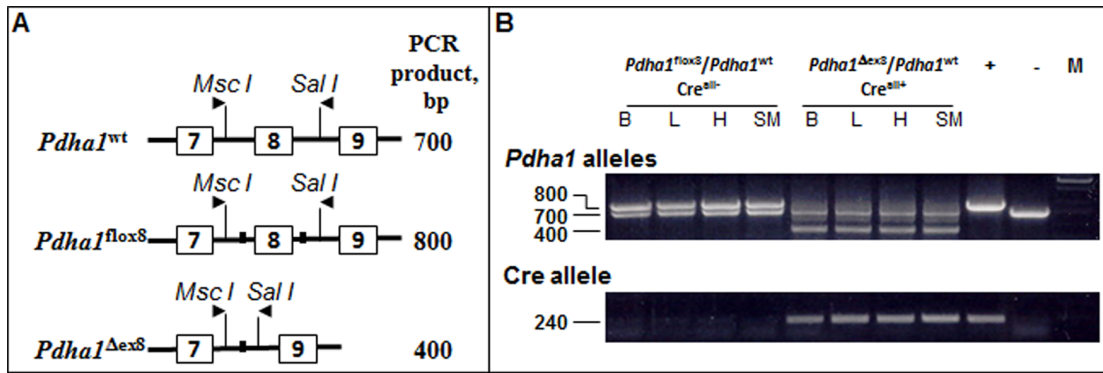 A
PCR
product,
bp
Msc I Sal I
Pdha1wt 7 8 9 700
Msc I Sal I
Pdha1flox8 7 8 9 800
Msc I Sal I
Pdha1Δex8 7 9 400
B
Pdha1flox8/Pdha1wt Pdha1Δex8/Pdha1wt + - M
Creall- Creall+
B L H SM B L H SM
Pdha1 alleles
800
700
400
Cre allele
240